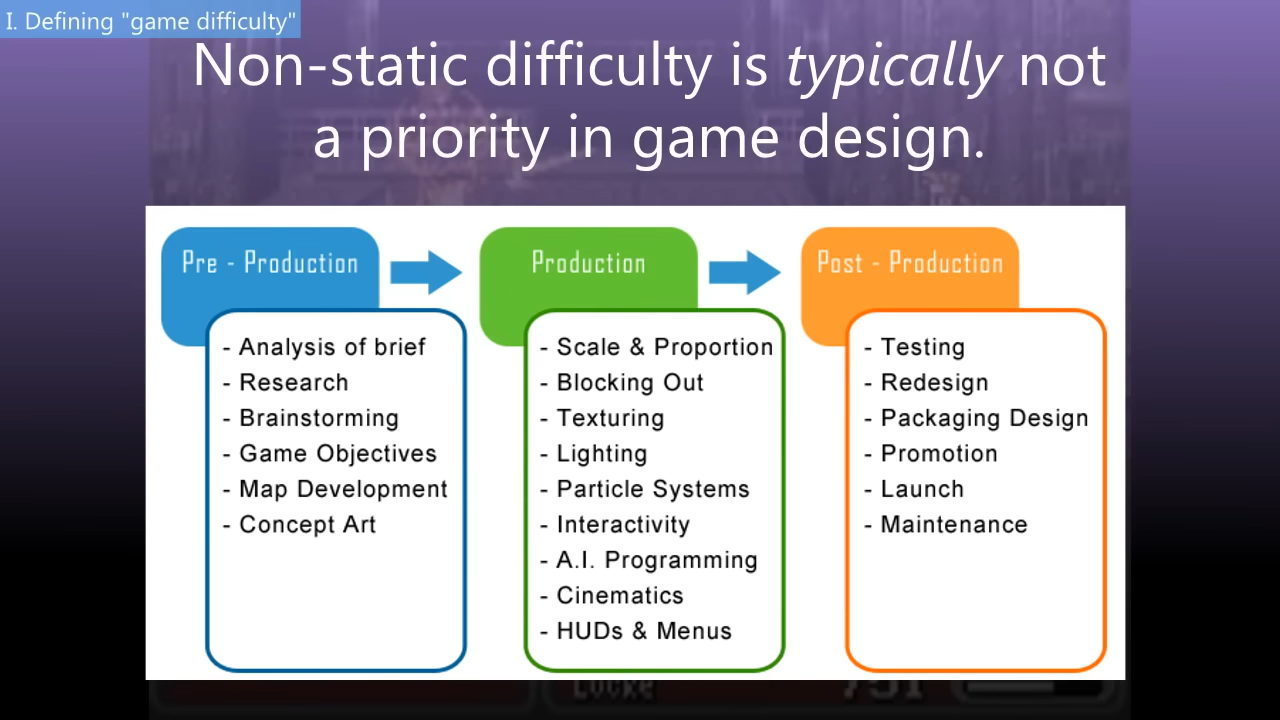 I. Defining "game difficulty"
Non-static difficulty is typically not
a priority in game design.
Pre - Production
Production
Post - Production
- Analysis of brief
- Research
- Brainstorming
- Game Objectives
- Map Development
- Concept Art
- Scale & Proportion
- Blocking Out
- Texturing
- Lighting
- Particle Systems
- Interactivity
- A.I. Programming
- Cinematics
- HUDs & Menus
- Testing
- Redesign
- Packaging Design
- Promotion
- Launch
- Maintenance
Locke